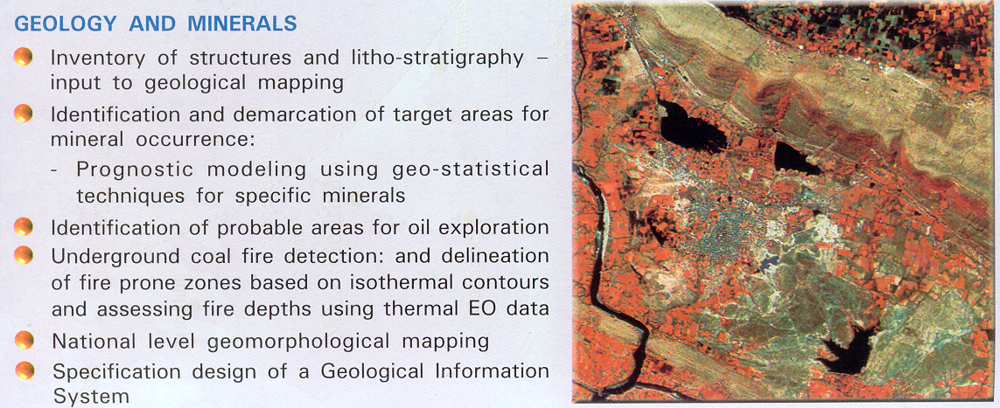 GEOLOGY AND MINERALS
Inventory of structures and litho-stratigraphy –
input to geological mapping
Identification and demarcation of target areas for
mineral occurrence:
- Prognostic modeling using geo-statistical
techniques for specific minerals
Identification of probable areas for oil exploration
Underground coal fire detection: and delineation
of fire prone zones based on isothermal contours
and assessing fire depths using thermal EO data
National level geomorphological mapping
Specification design of a Geological Information
System